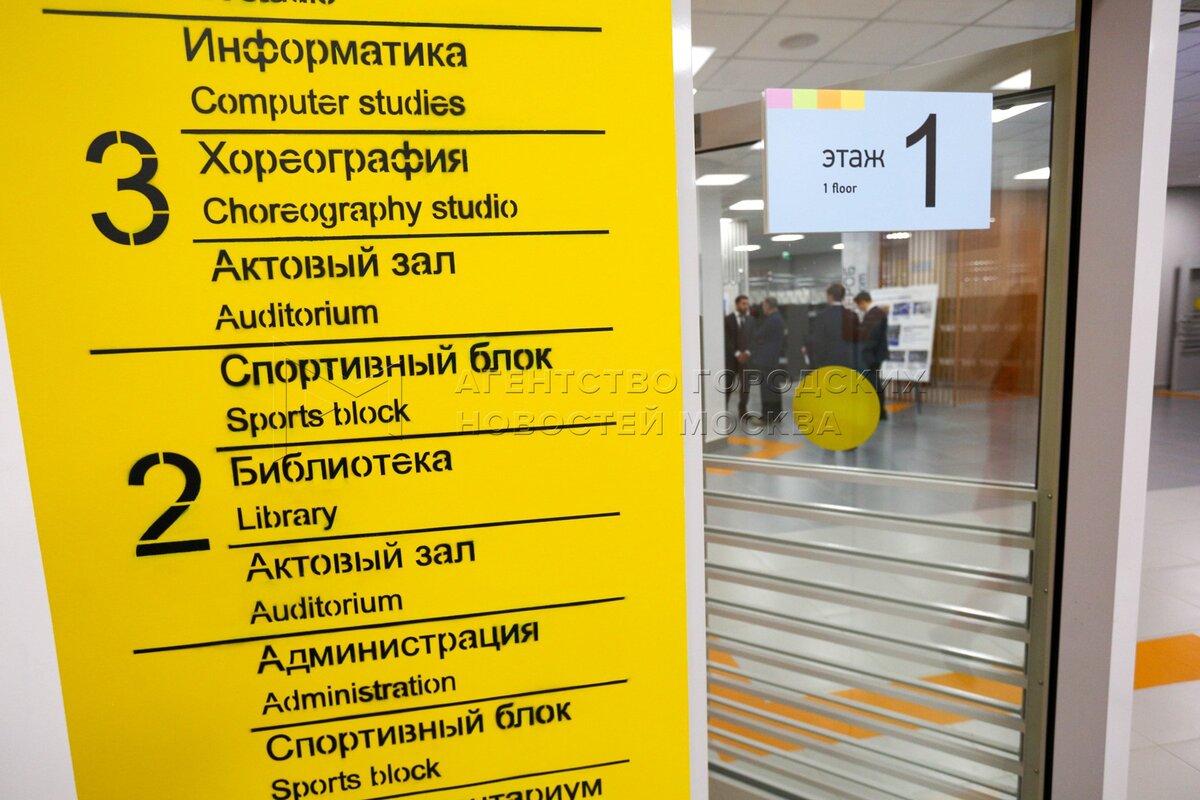 Информатика
Computer studies
3
Хореография
Choreography studio
Актовый зал
Auditorium
Спортивный блок
Sports block
2
Библиотека
Library
Актовый зал
Auditorium
Администрация
Administration
Спортивный блок
Sports block
этаж 1
1 floor
АГЕНТСТВО ГОРОДСКИХ
НОВОСТЕЙ МОСКВА